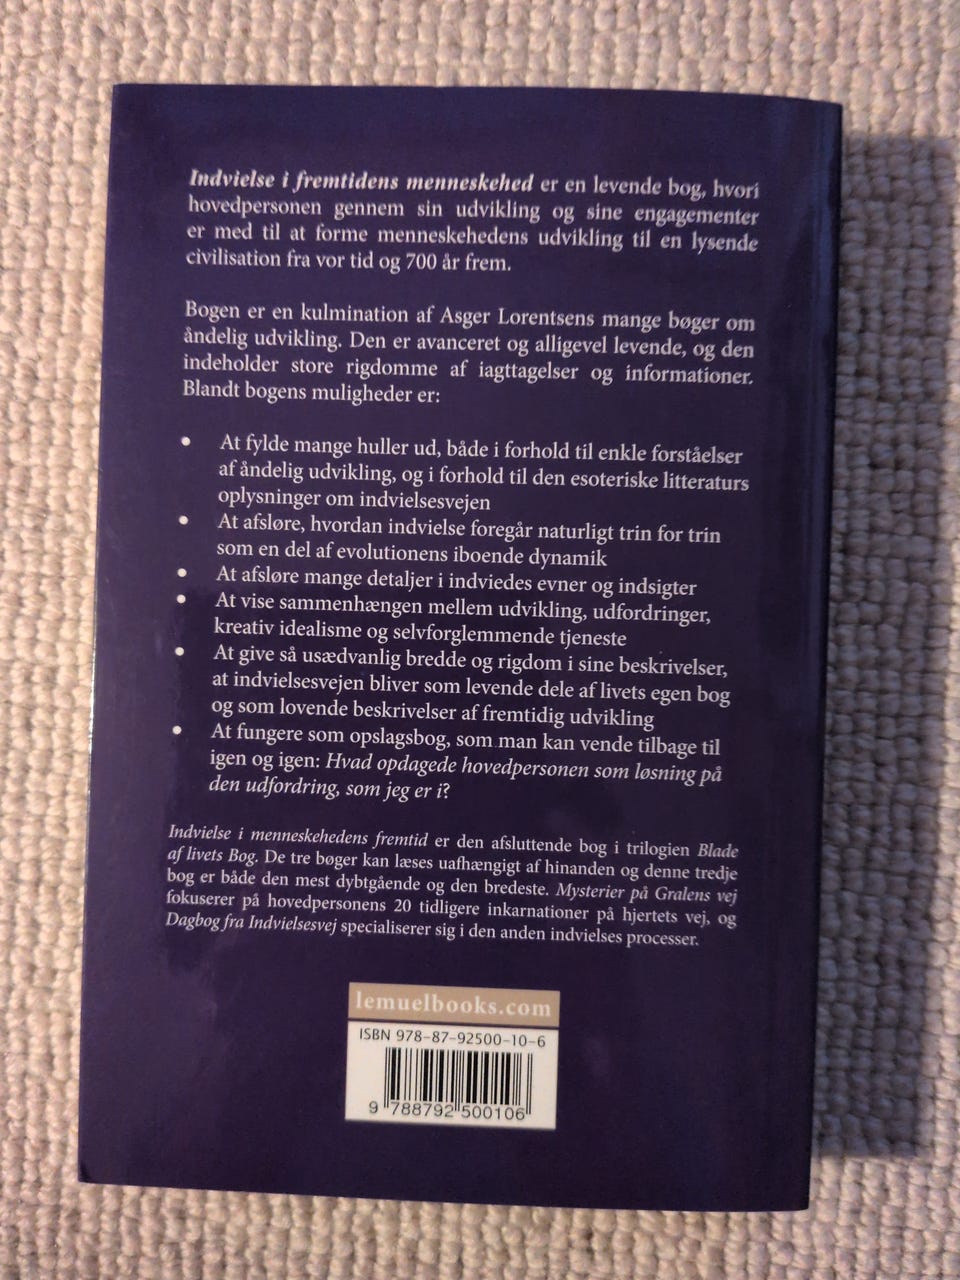 Indvielse i fremtidens menneskehed er en levende bog, hvori
hovedpersonen gennem sin udvikling og sine engagementer
er med til at forme menneskehedens udvikling til en lysende
civilisation fra vor tid og 700 år frem.
Bogen er en kulmination af Asger Lorentsens mange bøger om
åndelig udvikling. Den er avanceret og alligevel levende, og den
indeholder store rigdomme af iagttagelser og informationer.
Blandt bogens muligheder er:
• At fylde mange huller ud, både i forhold til enkle forståelser
af åndelig udvikling, og i forhold til den esoteriske litteraturs
oplysninger om indvielsesvejen
• At afsløre, hvordan indvielse foregår naturligt trin for trin
som en del af evolutionens iboende dynamik
• At afsløre mange detaljer i indviedes evner og indsigter
• At vise sammenhængen mellem udvikling, udfordringer,
kreativ idealisme og selvforglemmende tjeneste
• At give så usædvanlig bredde og rigdom i sine beskrivelser,
at indvielsesvejen bliver som levende dele af livets egen bog
og som lovende beskrivelser af fremtidig udvikling
• At fungere som opslagsbog, som man kan vende tilbage til
igen og igen: Hvad opdagede hovedpersonen som løsning på
den udfordring, som jeg er i?
Indvielse i menneskehedens fremtid er den afsluttende bog i trilogien Blade
af livets Bog. De tre bøger kan læses uafhængigt af hinanden og denne tredje
bog er både den mest dybtgående og den bredeste. Mysterier på Gralens vej
fokuserer på hovedpersonens 20 tidligere inkarnationer på hjertets vej, og
Dagbog fra Indvielsesvej specialiserer sig i den anden indvielses processer.
lemuelbooks.com
ISBN 978-87-92500-10-6
9 788792 500106